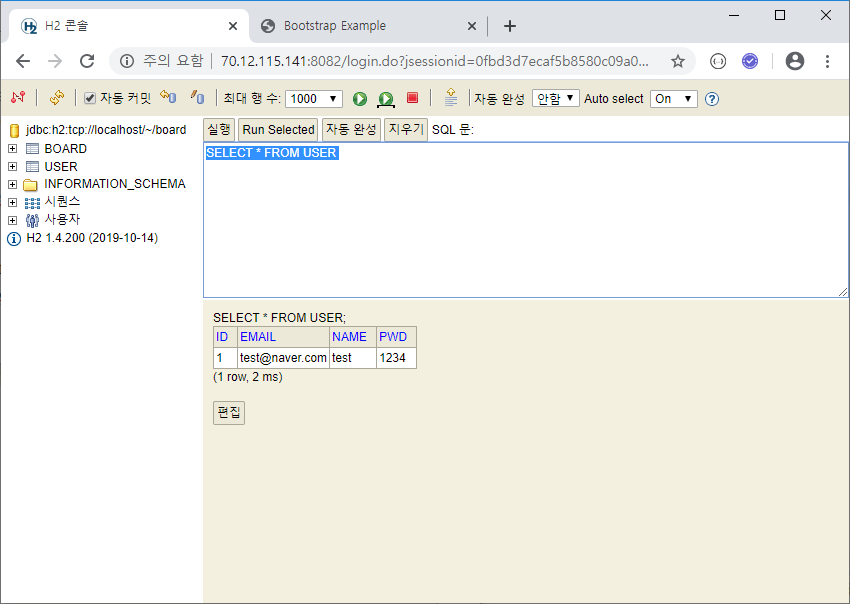 H2 콘솔
Bootstrap Example
주의 요함 | 70.12.115.141:8082/login.do?jsessionid=0fbd3d7ecaf5b8580c09a0...
자동 커밋 최대 행 수: 1000 자동 완성 안함 Auto select On
jdbc:h2:tcp://localhost/~/board
BOARD
USER
INFORMATION_SCHEMA
시퀀스
사용자
H2 1.4.200 (2019-10-14)
실행 Run Selected 자동 완성 지우기 SQL 문:
SELECT * FROM USER
SELECT * FROM USER;
ID EMAIL NAME PWD
1 test@naver.com test 1234
(1 row, 2 ms)
편집